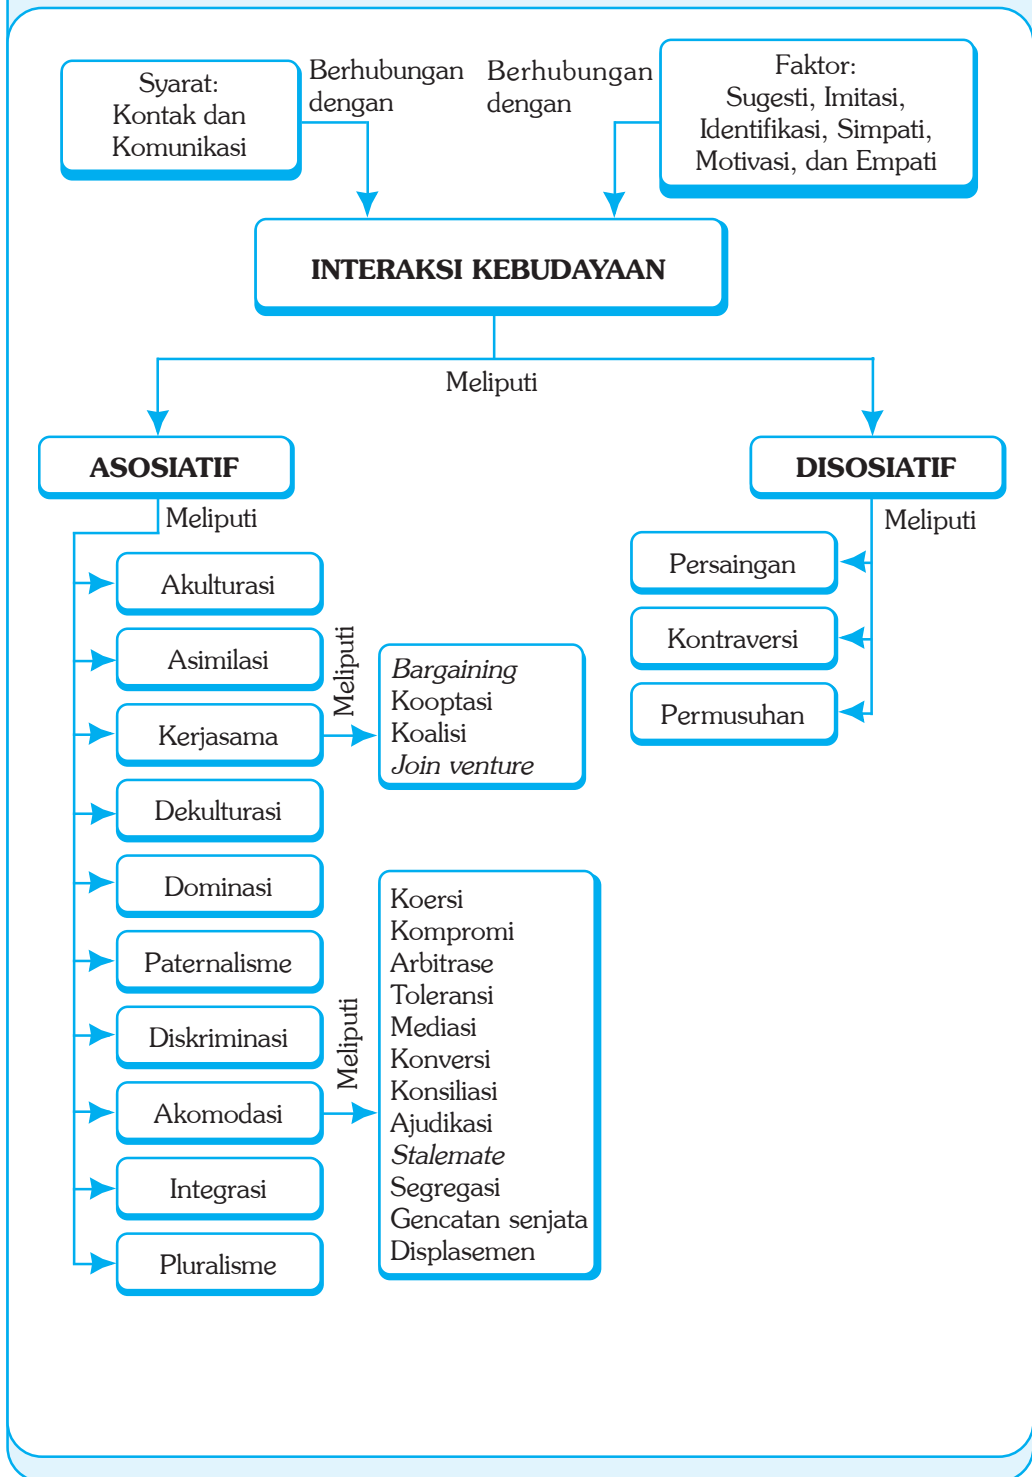 Syarat:
Kontak dan
Komunikasi
Berhubungan
dengan
Berhubungan
dengan
Faktor:
Sugesti, Imitasi,
Identifikasi, Simpati,
Motivasi, dan Empati
INTERAKSI KEBUDAYAAN
Meliputi
ASOSIATIF
Meliputi
Akulturasi
Asimilasi
Kerjasama
Meliputi
Bargaining
Kooptasi
Koalisi
Join venture
Dekulturasi
Dominasi
Paternalisme
Diskriminasi
Akomodasi
Meliputi
Koersi
Kompromi
Arbitrase
Toleransi
Mediasi
Konversi
Konsiliasi
Ajudikasi
Stalemate
Segregasi
Gencatan senjata
Displasemen
Integrasi
Pluralisme
DISOSIATIF
Meliputi
Persaingan
Kontraversi
Permusuhan